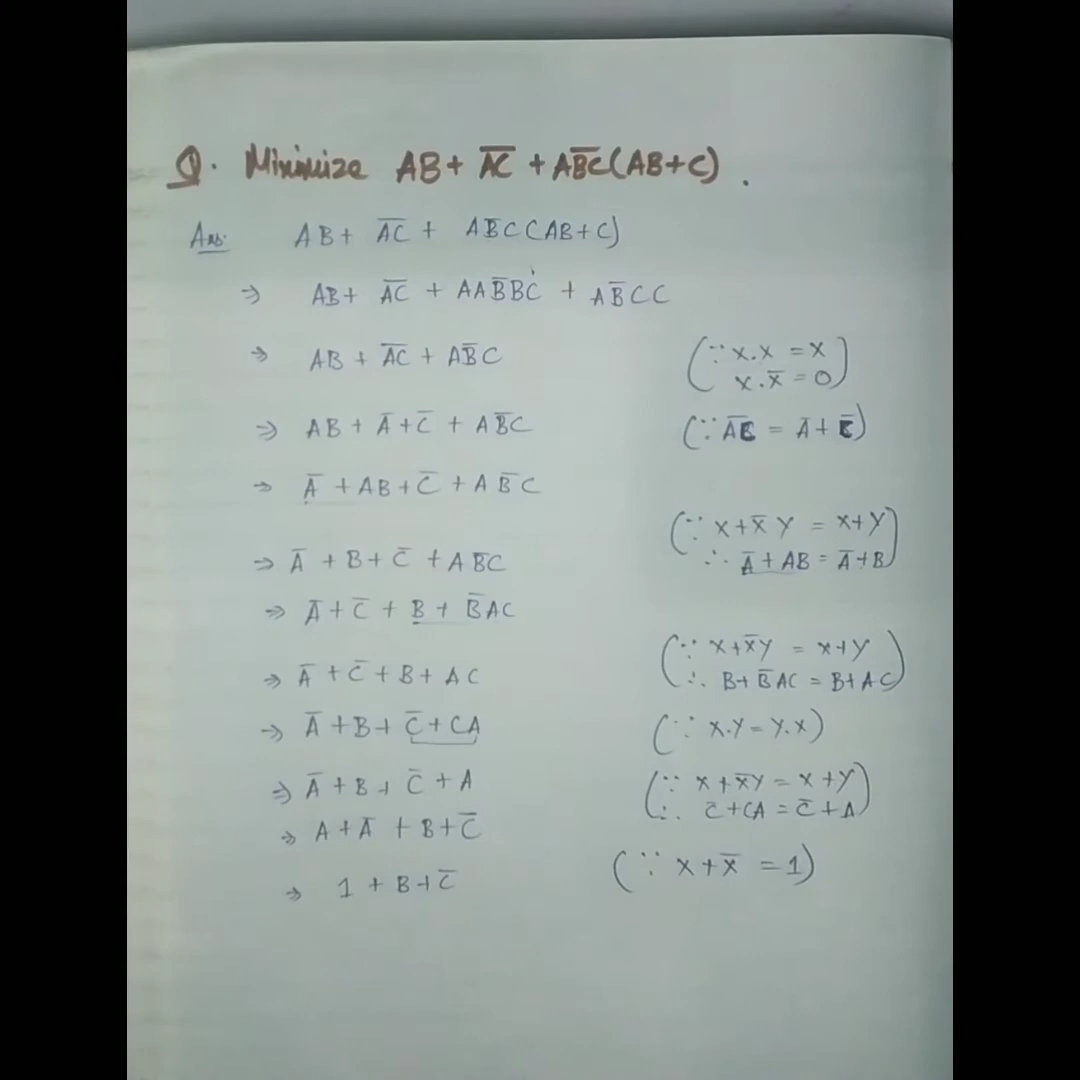 Q. Minimize AB + A̅C̅ + AB̅C(AB+C).
Ans: AB + A̅C̅ + AB̅C(AB+C)
⇒ AB + A̅C̅ + AAB̅BC + AB̅CC
⇒ AB + A̅C̅ + AB̅C (∵ X.X = X
X.X̅ = 0)
⇒ AB + A̅ + C̅ + AB̅C (∵ A̅C̅ = A̅ + C̅)
⇒ A̅ + AB + C̅ + AB̅C
(∵ X + X̅Y = X+Y
⇒ A̅ + B + C̅ + AB̅C ∴ A̅ + AB = A̅ + B)
⇒ A̅ + C̅ + B + B̅AC
(∵ X + X̅Y = X+Y
⇒ A̅ + C̅ + B + AC ∴ B + B̅AC = B + AC)
⇒ A̅ + B + C̅ + CA (∵ X.Y = Y.X)
⇒ A̅ + B + C̅ + A (∵ X + X̅Y = X + Y
∴ C̅ + CA = C̅ + A)
⇒ A + A̅ + B + C̅
⇒ 1 + B + C̅ (∵ X + X̅ = 1)